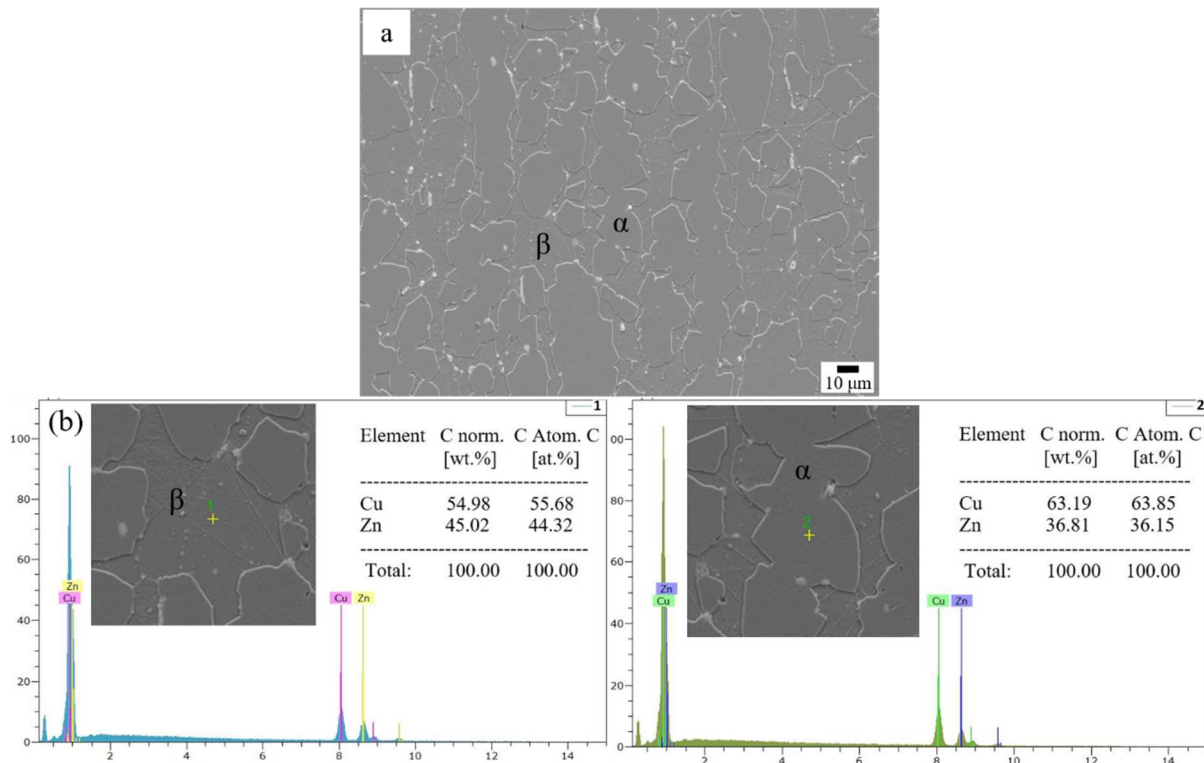 a
α
β
10 μm
(b)
1
Element C norm. C Atom. C
[wt.%] [at.%]
Cu 54.98 55.68
Zn 45.02 44.32
Total: 100.00 100.00
β
1
Zn
Cu
Cu Zn
100
80
60
40
20
0
2 4 6 8 10 12 14
2
Element C norm. C Atom. C
[wt.%] [at.%]
Cu 63.19 63.85
Zn 36.81 36.15
Total: 100.00 100.00
α
2
Zn
Cu
Cu Zn
00
80
60
40
20
0
2 4 6 8 10 12 14